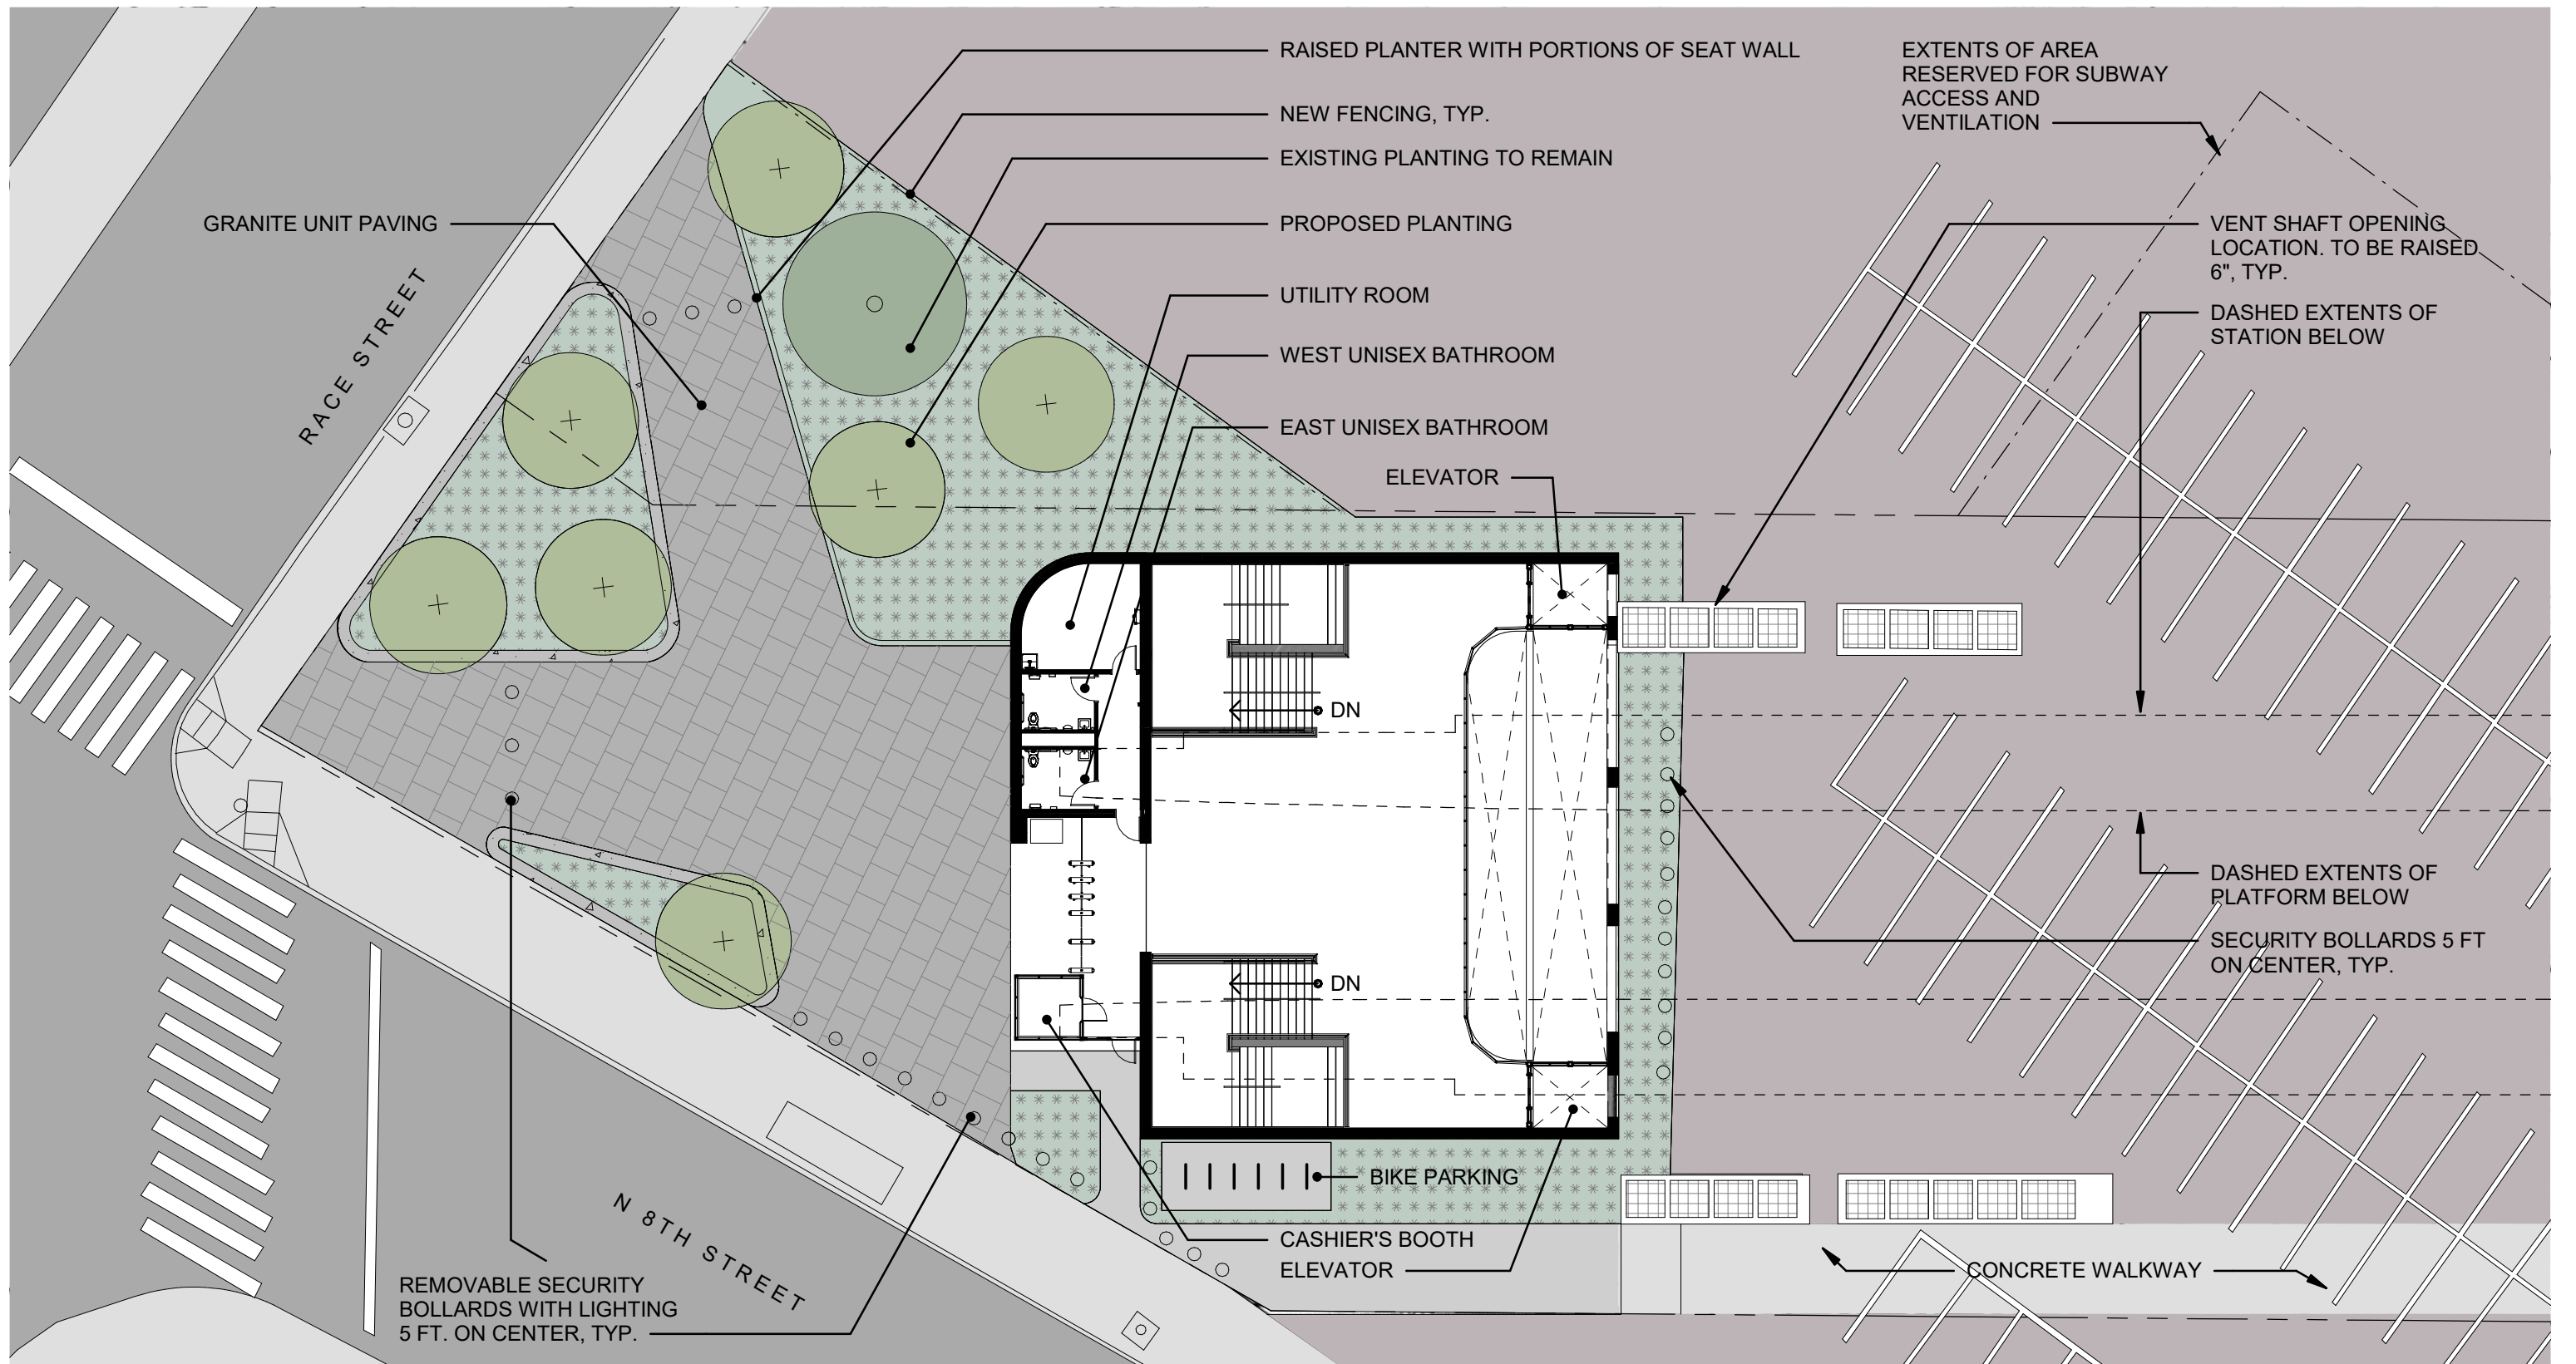 RAISED PLANTER WITH PORTIONS OF SEAT WALL
NEW FENCING, TYP.
EXISTING PLANTING TO REMAIN
GRANITE UNIT PAVING
PROPOSED PLANTING
UTILITY ROOM
WEST UNISEX BATHROOM
EAST UNISEX BATHROOM
ELEVATOR
EXTENTS OF AREA
RESERVED FOR SUBWAY
ACCESS AND
VENTILATION
VENT SHAFT OPENING
LOCATION. TO BE RAISED
6", TYP.
DASHED EXTENTS OF
STATION BELOW
RACE STREET
DN
DN
DASHED EXTENTS OF
PLATFORM BELOW
SECURITY BOLLARDS 5 FT
ON CENTER, TYP.
BIKE PARKING
CASHIER'S BOOTH
ELEVATOR
CONCRETE WALKWAY
N 8TH STREET
REMOVABLE SECURITY
BOLLARDS WITH LIGHTING
5 FT. ON CENTER, TYP.